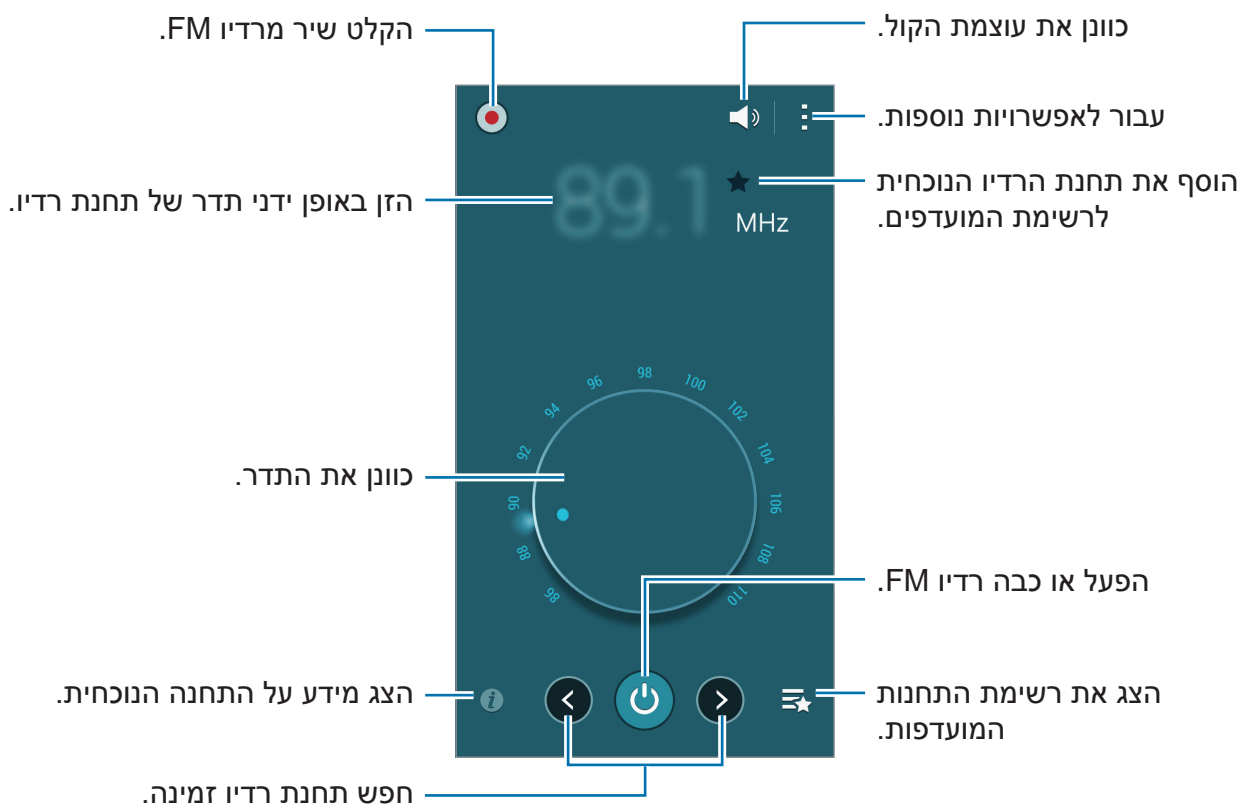 הקלט שיר מרדיו FM.
כוונן את עוצמת הקול.
עבור לאפשרויות נוספות.
הוסף את תחנת הרדיו הנוכחית
לרשימת המועדפים.
הזן באופן ידני תדר של תחנת רדיו.
89.1
MHz
86
88
90
92
94
96
98
100
102
104
106
108
110
כוונן את התדר.
הפעל או כבה רדיו FM.
הצג מידע על התחנה הנוכחית.
הצג את רשימת התחנות
המועדפות.
חפש תחנת רדיו זמינה.